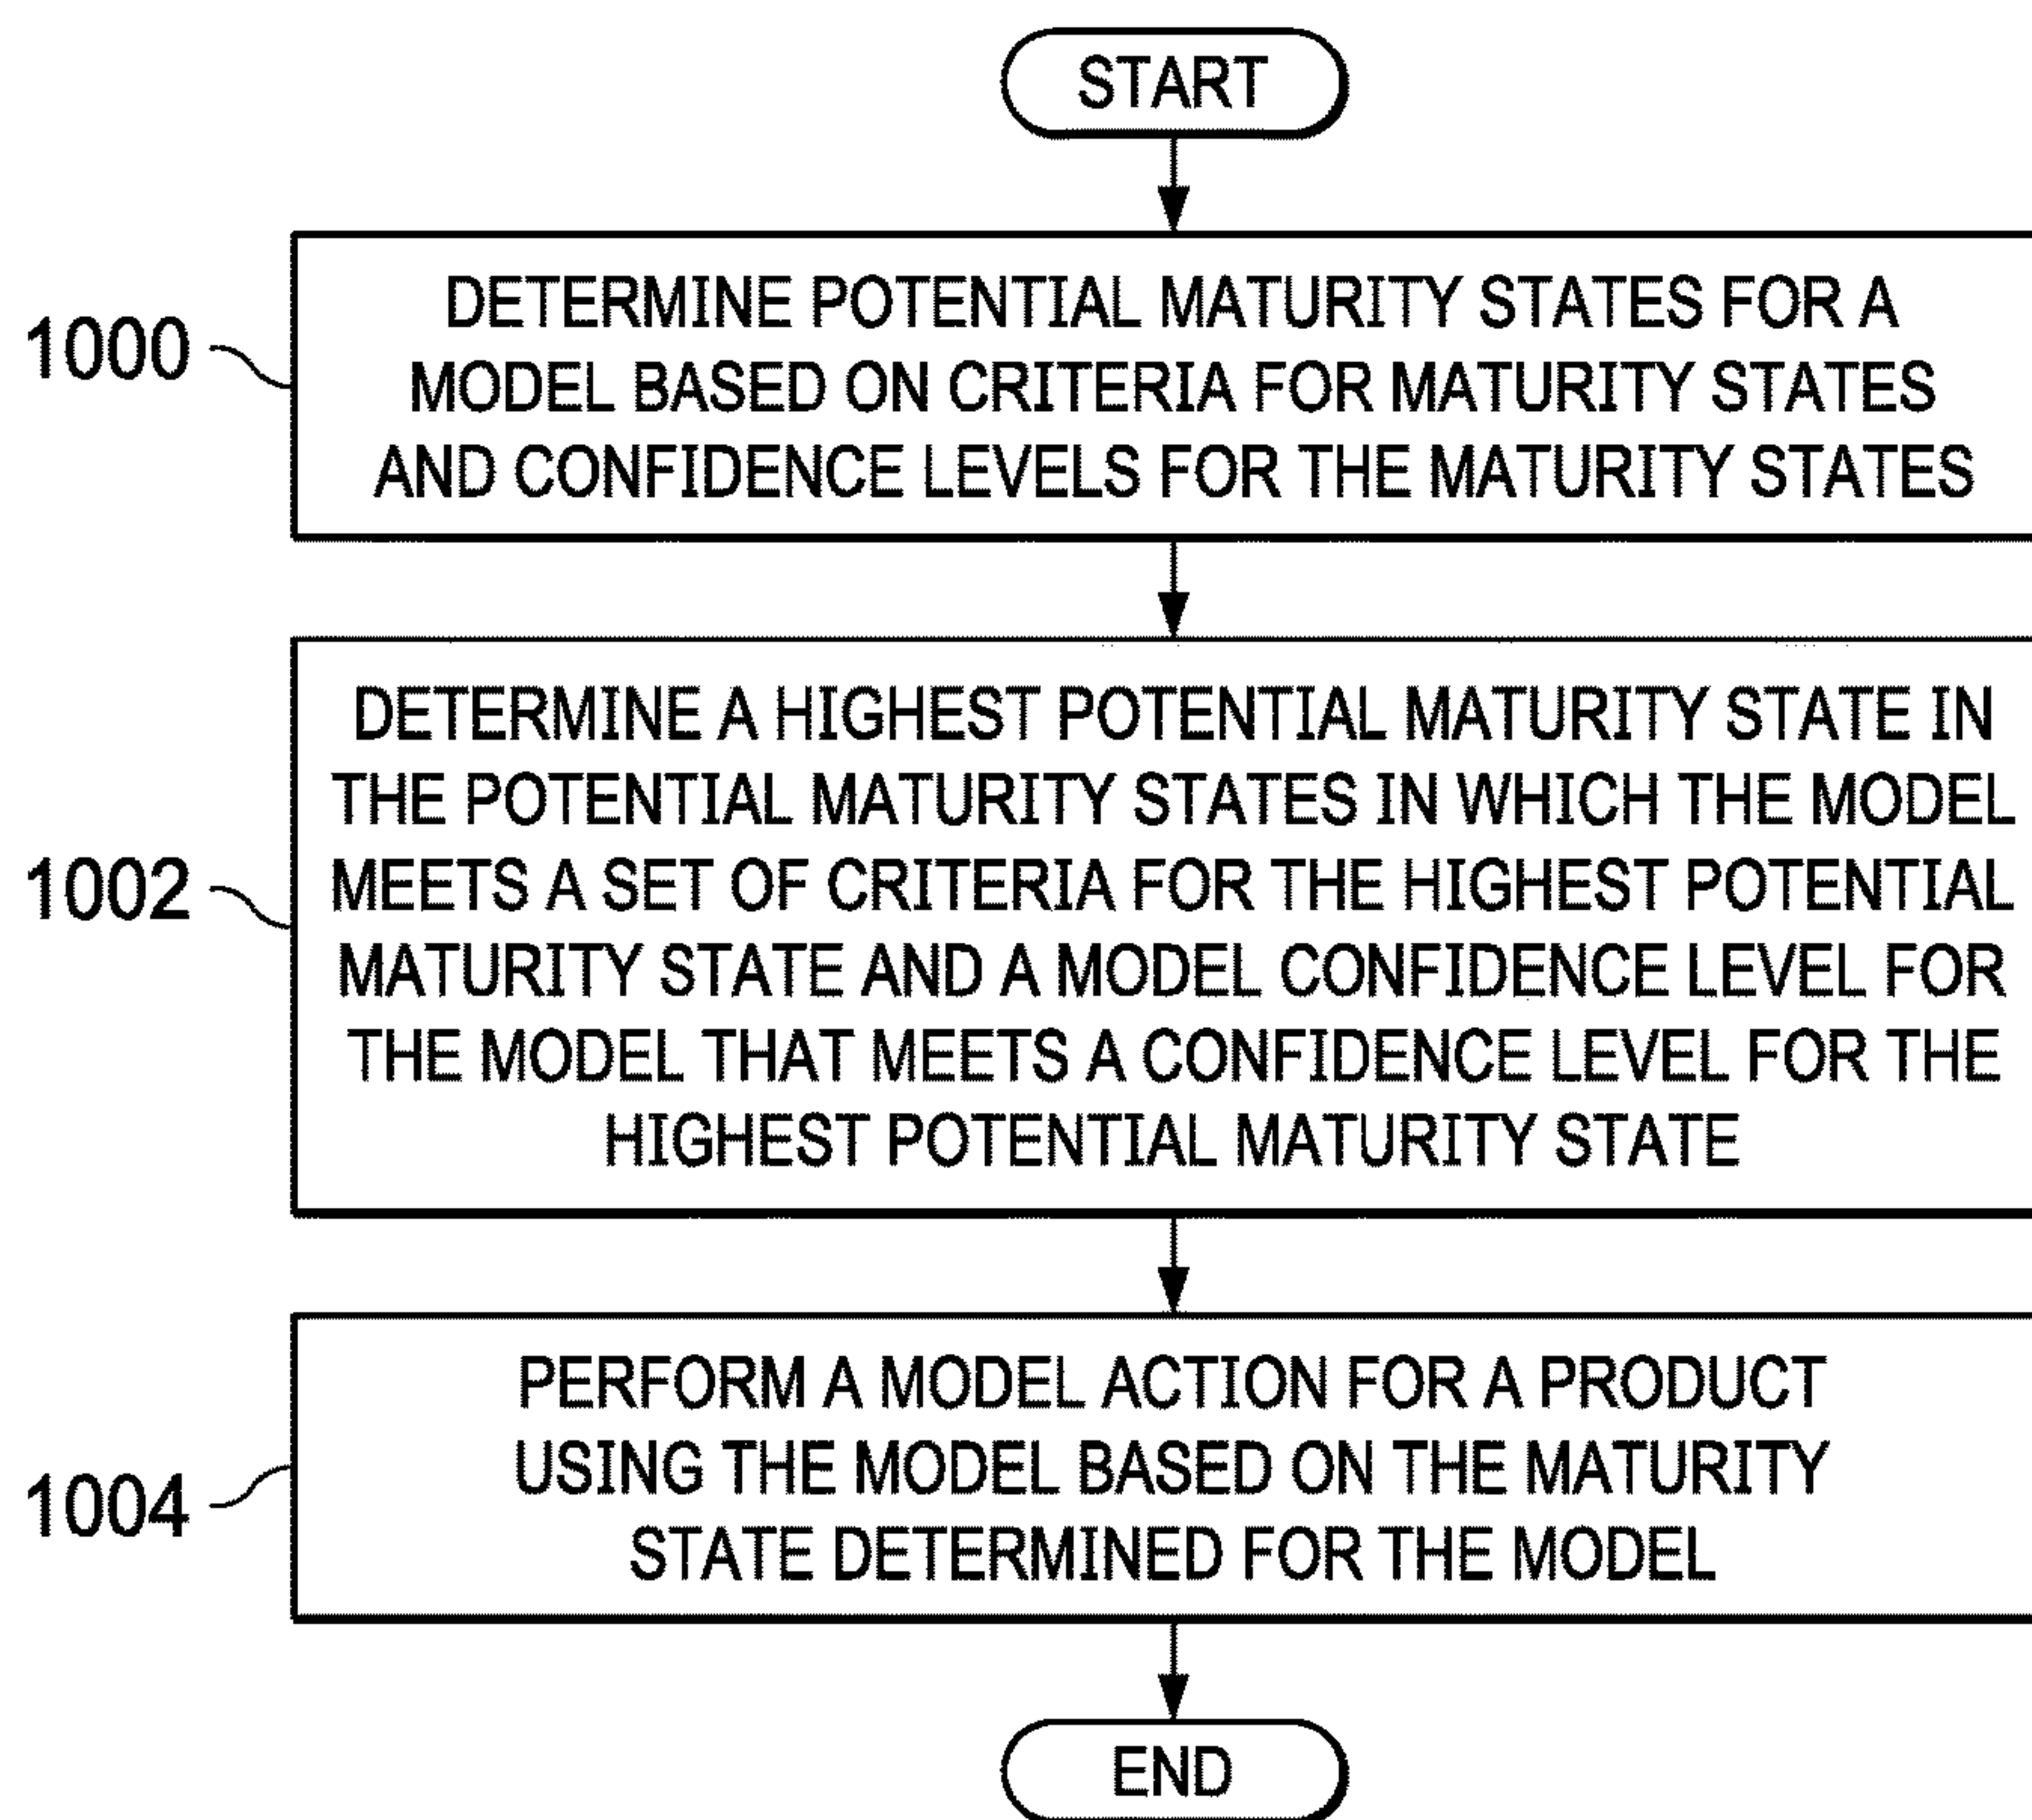 START
1000
DETERMINE POTENTIAL MATURITY STATES FOR A
MODEL BASED ON CRITERIA FOR MATURITY STATES
AND CONFIDENCE LEVELS FOR THE MATURITY STATES
1002
DETERMINE A HIGHEST POTENTIAL MATURITY STATE IN
THE POTENTIAL MATURITY STATES IN WHICH THE MODEL
MEETS A SET OF CRITERIA FOR THE HIGHEST POTENTIAL
MATURITY STATE AND A MODEL CONFIDENCE LEVEL FOR
THE MODEL THAT MEETS A CONFIDENCE LEVEL FOR THE
HIGHEST POTENTIAL MATURITY STATE
1004
PERFORM A MODEL ACTION FOR A PRODUCT
USING THE MODEL BASED ON THE MATURITY
STATE DETERMINED FOR THE MODEL
END